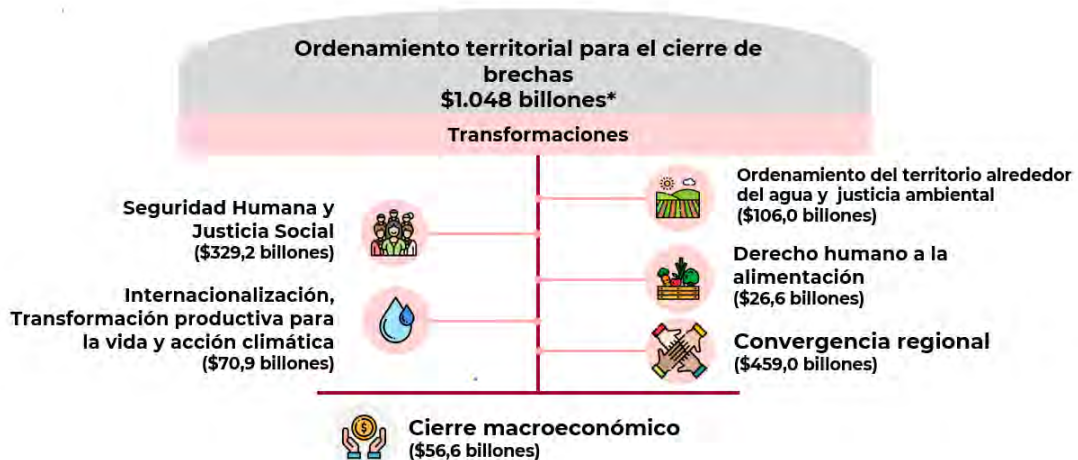 Ordenamiento territorial para el cierre de
brechas
$1.048 billones*
Transformaciones
Seguridad Humana y
Justicia Social
($329,2 billones)
Internacionalización,
Transformación productiva para
la vida y acción climática
($70,9 billones)
Ordenamiento del territorio alrededor
del agua y justicia ambiental
($106,0 billones)
Derecho humano a la
alimentación
($26,6 billones)
Convergencia regional
($459,0 billones)
Cierre macroeconómico
($56,6 billones)